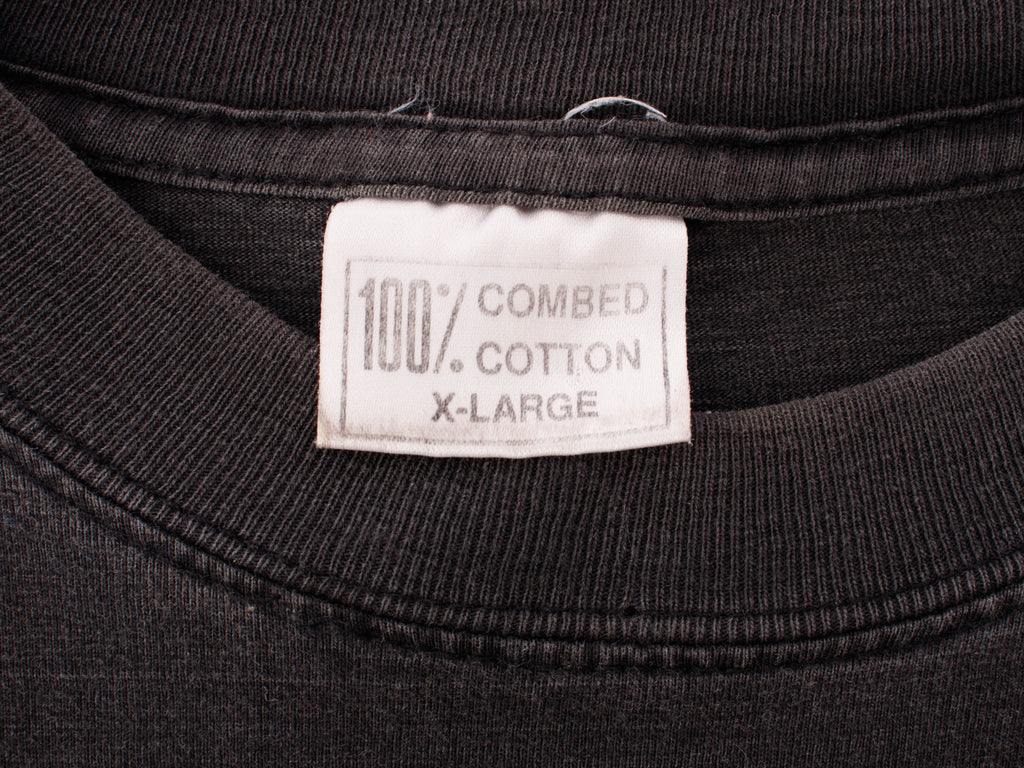 100% COMBED
COTTON
X-LARGE